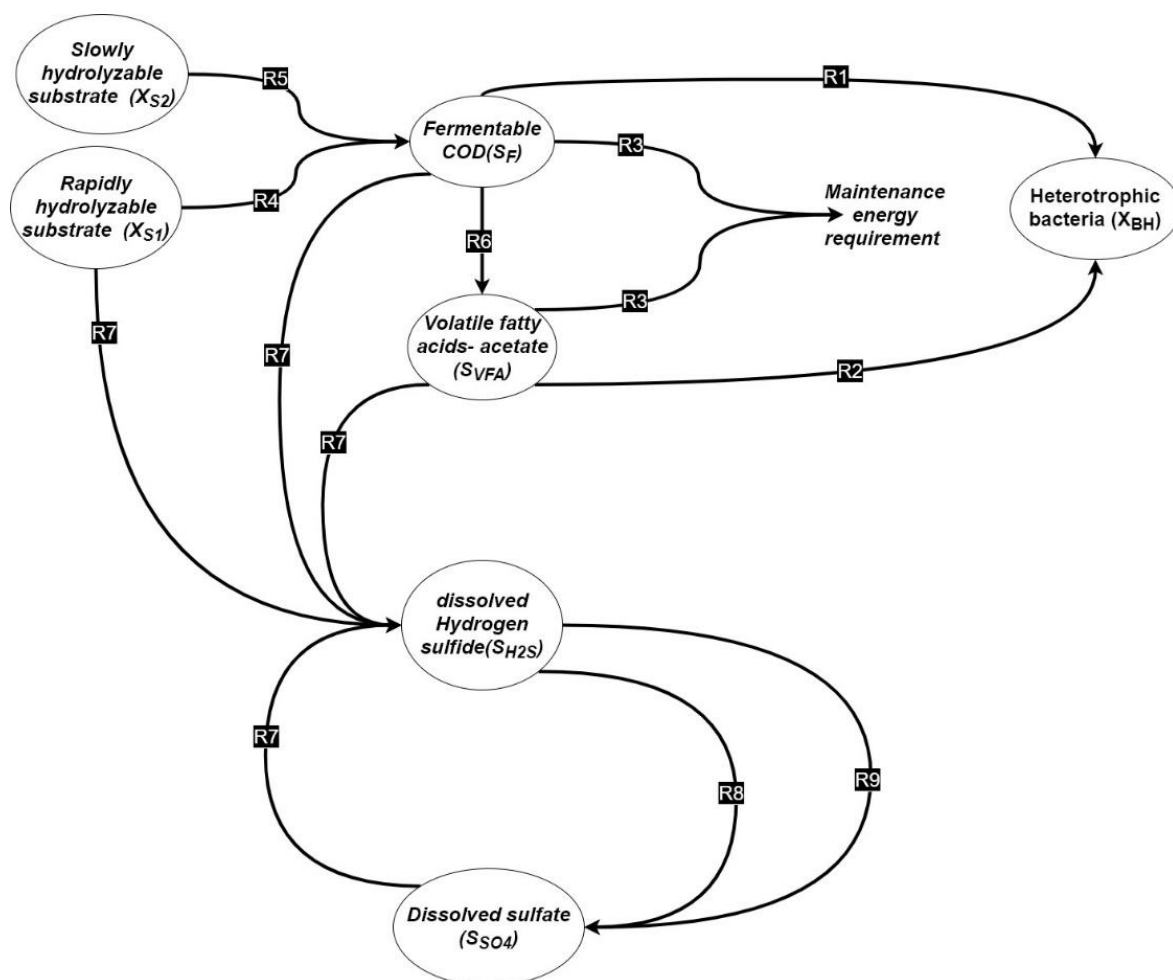 Slowly
hydrolyzable
substrate (XS2)
R5
R1
Fermentable
COD(SF)
R3
Rapidly
hydrolyzable
substrate (XS1)
R4
Maintenance
energy
requirement
Heterotrophic
bacteria (XBH)
R6
R3
Volatile fatty
acids- acetate
(SVFA)
R7
R7
R2
R7
dissolved
Hydrogen
sulfide(SH2S)
R7
R8
R9
Dissolved sulfate
(SSO4)